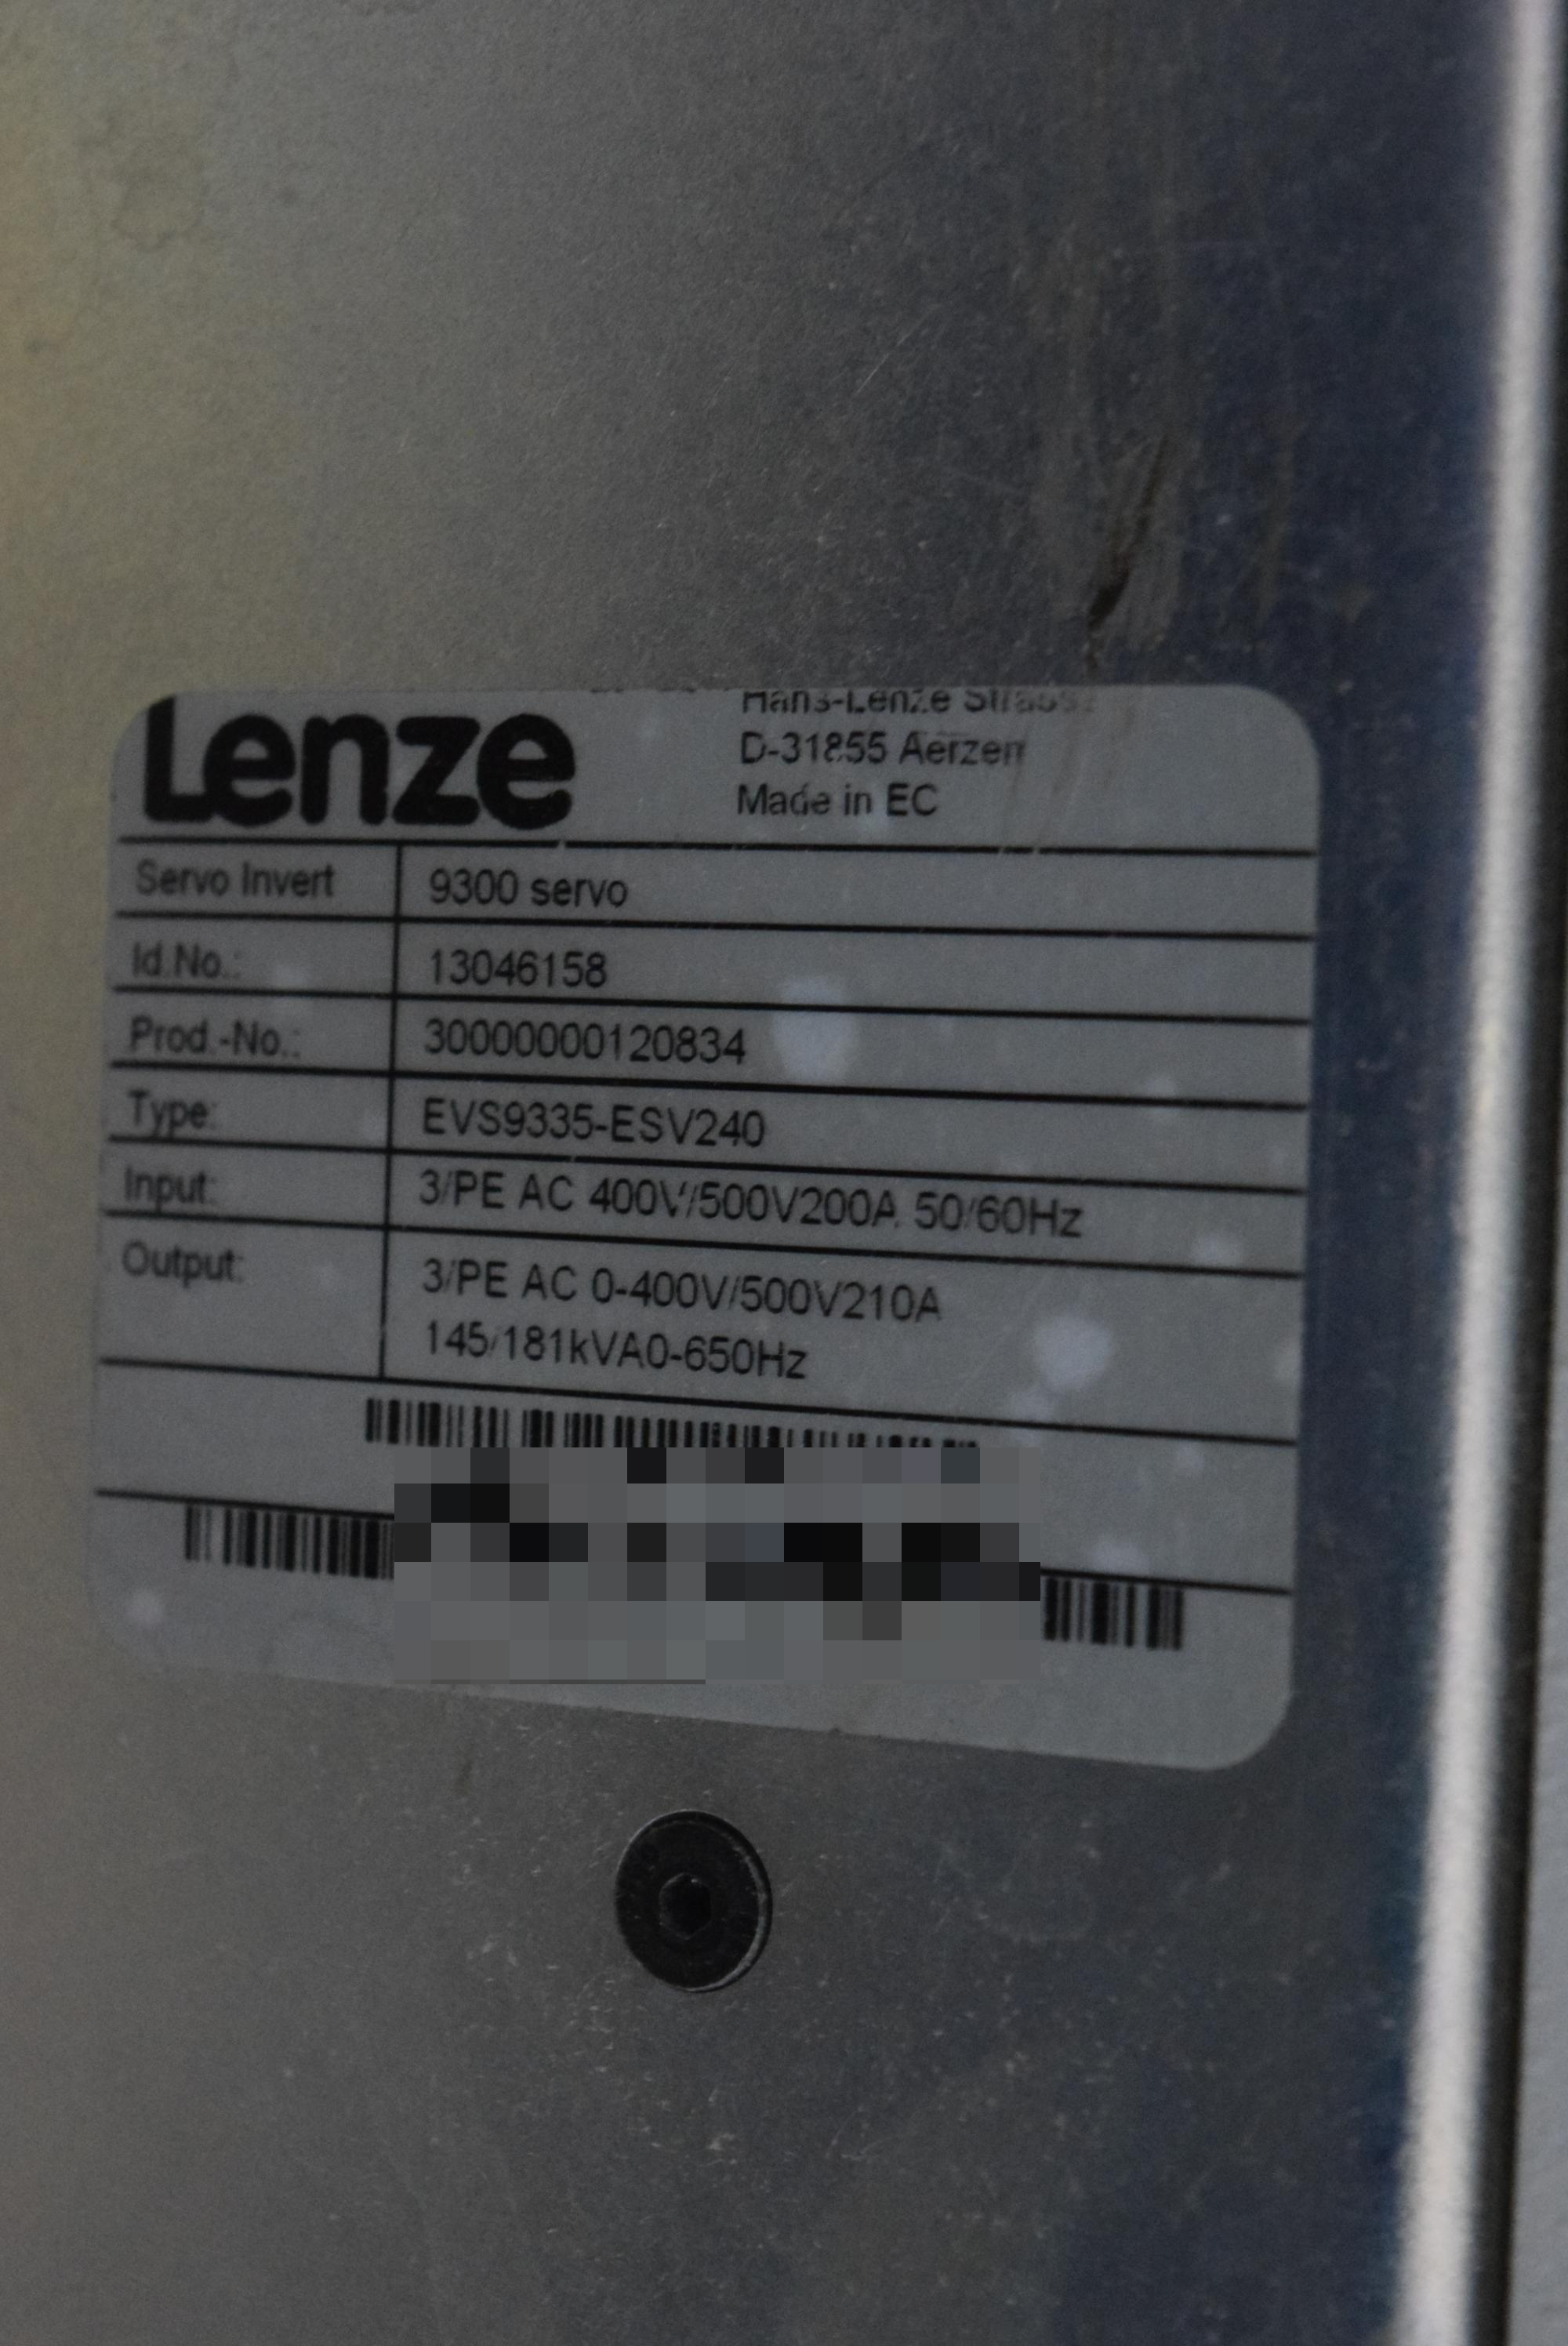 Lenze
Hans-Lenze Strasse
D-31855 Aerzen
Made in EC
Servo Invert 9300 servo
Id.No.: 13046158
Prod.-No.: 30000000120834
Type: EVS9335-ESV240
Input: 3/PE AC 400V/500V200A 50/60Hz
Output: 3/PE AC 0-400V/500V210A
145/181kVA0-650Hz